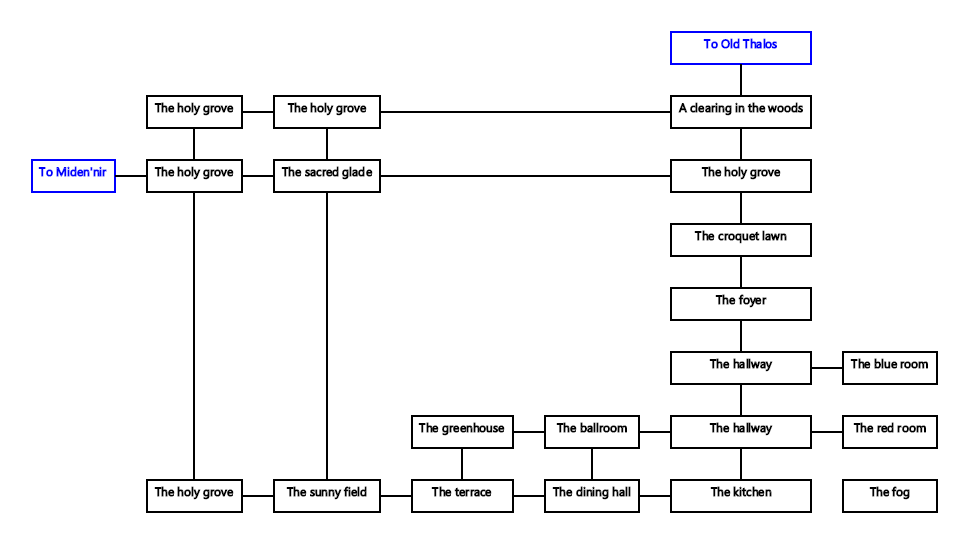 To Old Thalos
The holy grove
The holy grove
A clearing in the woods
To Miden'nir
The holy grove
The sacred glade
The holy grove
The croquet lawn
The foyer
The hallway
The blue room
The greenhouse
The ballroom
The hallway
The red room
The holy grove
The sunny field
The terrace
The dining hall
The kitchen
The fog